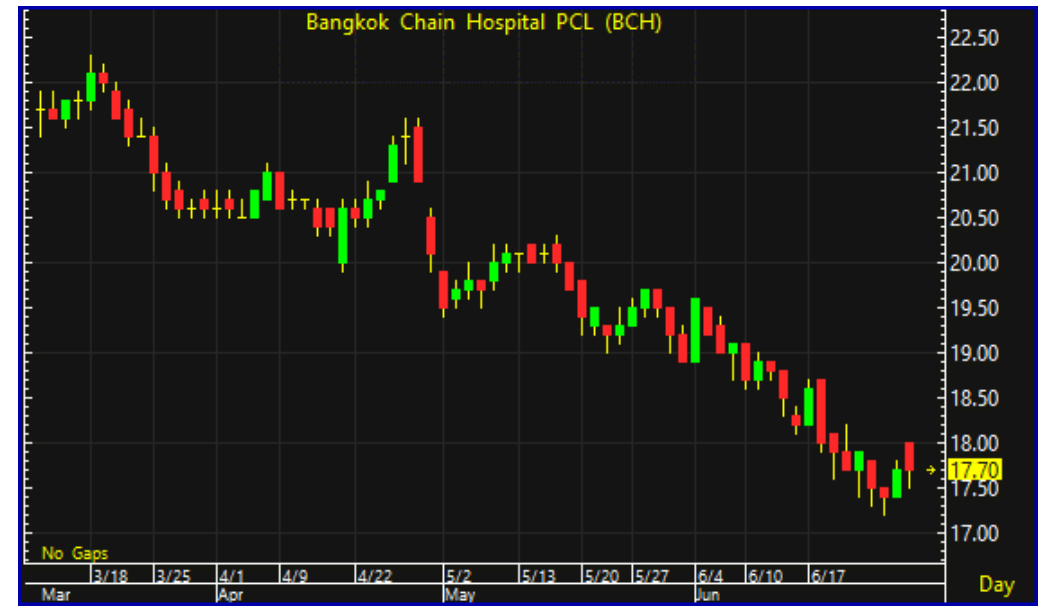 Bangkok Chain Hospital PCL (BCH)
22.50
22.00
21.50
21.00
20.50
20.00
19.50
19.00
18.50
18.00
17.70
17.50
17.00
No Gaps
3/18 3/25 4/1 4/9 4/22 5/2 5/13 5/20 5/27 6/4 6/10 6/17
Mar Apr May Jun
Day